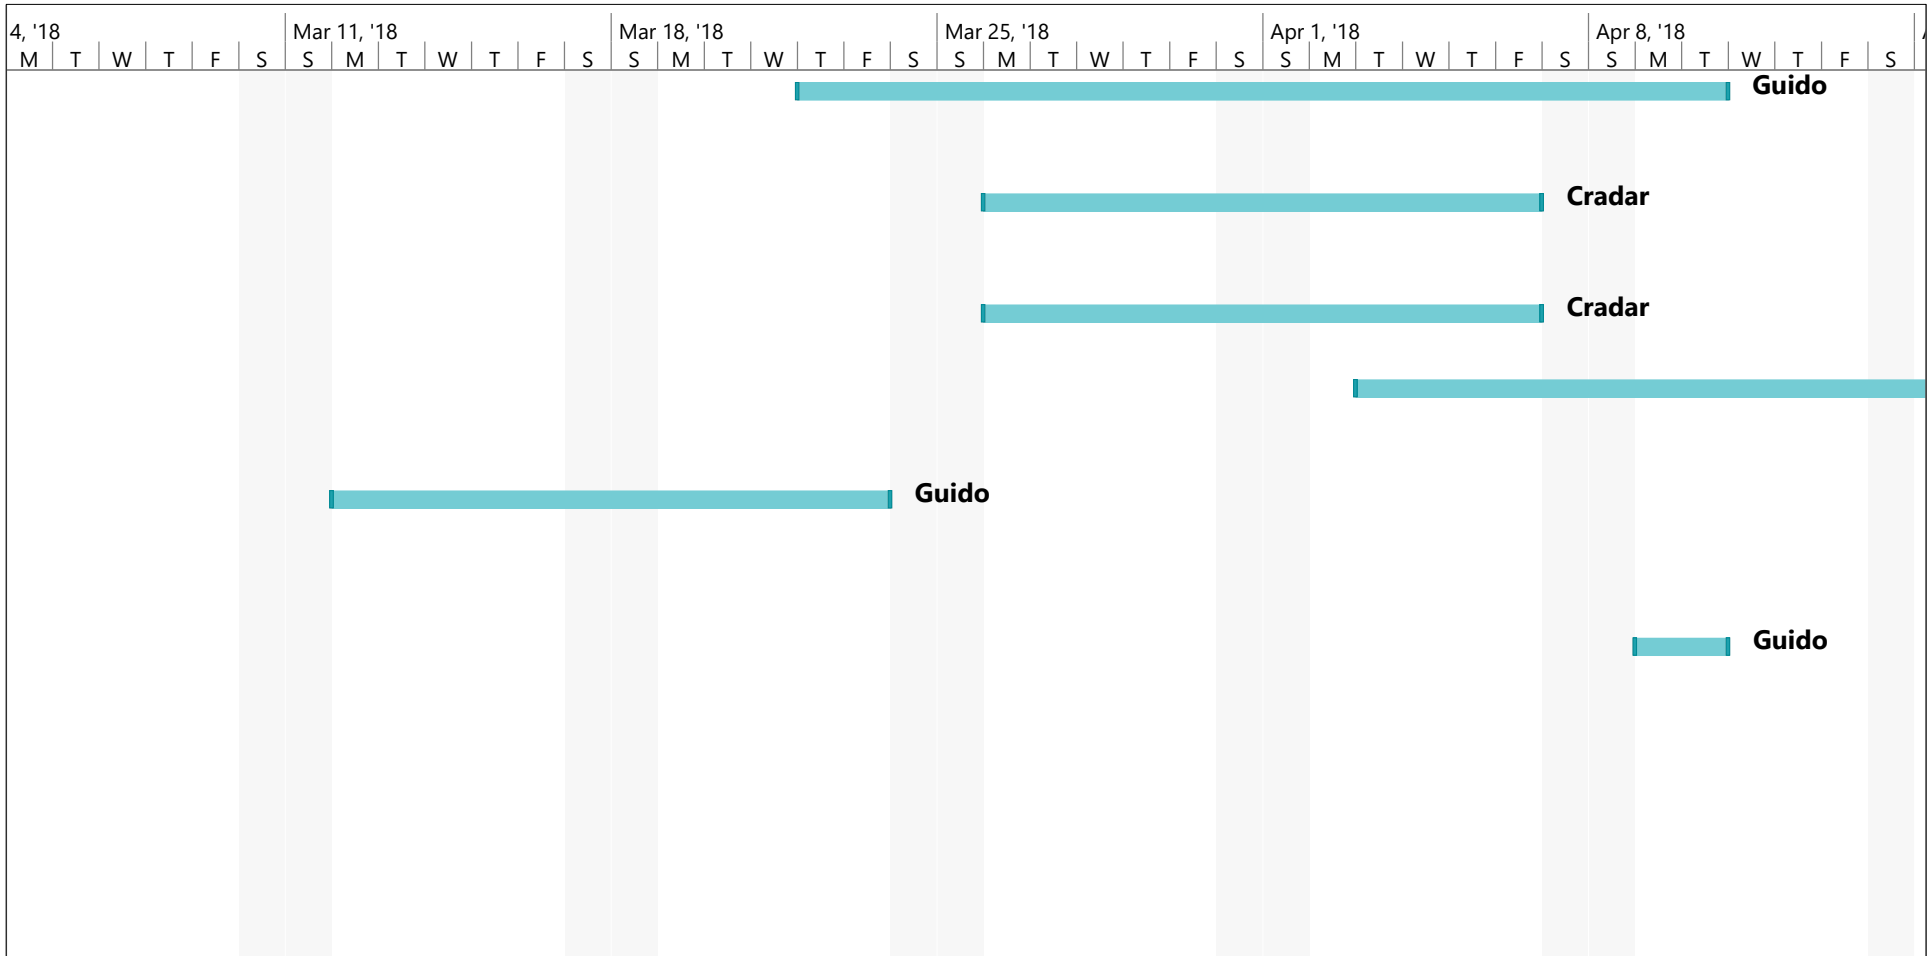 4, '18 Mar 11, '18 Mar 18, '18 Mar 25, '18 Apr 1, '18 Apr 8, '18
M T W T F S S M T W T F S S M T W T F S S M T W T F S S M T W T F S S M T W T F S
Guido
Cradar
Cradar
Guido
Guido